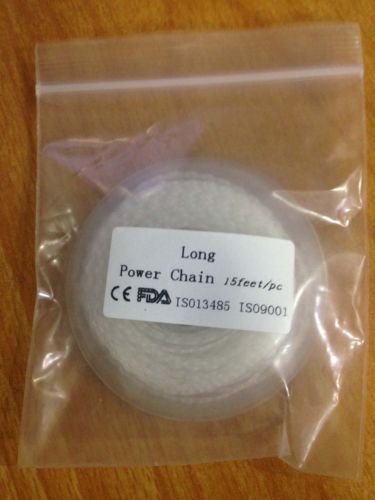 Long
Power Chain 15feet/pc
CE FDA ISO13485 ISO9001